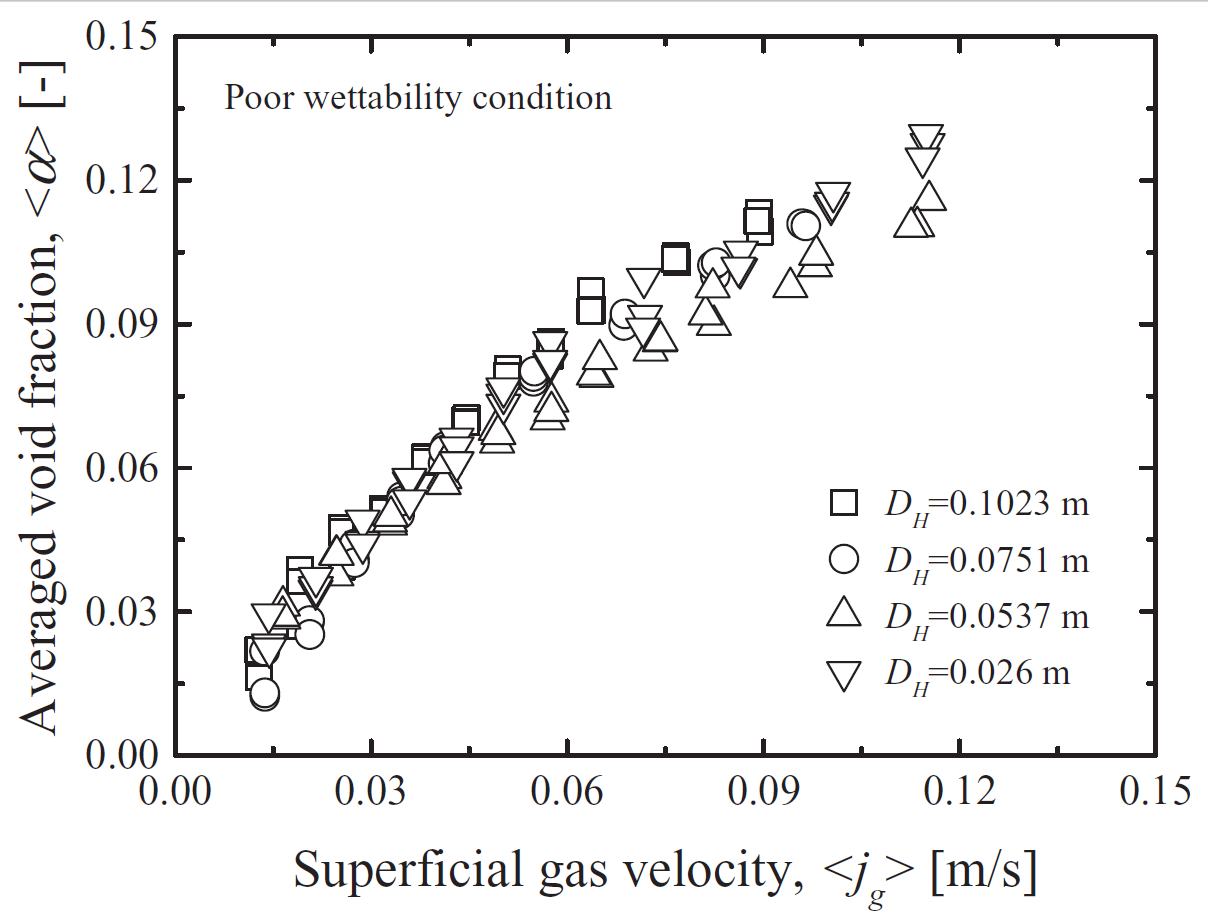 0.15
0.12
0.09
0.06
0.03
0.00
Averaged void fraction, <α> [-]
Poor wettability condition
D_H=0.1023 m
D_H=0.0751 m
D_H=0.0537 m
D_H=0.026 m
0.00 0.03 0.06 0.09 0.12 0.15
Superficial gas velocity, <j_g> [m/s]